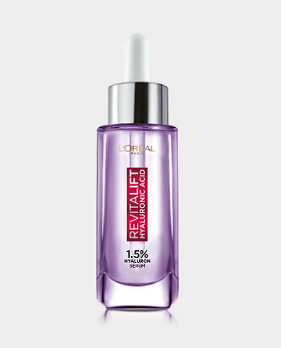 L'ORÉAL
PARIS
REVITALIFT
HYALURONIC ACID
1.5%
HYALURON
SERUM